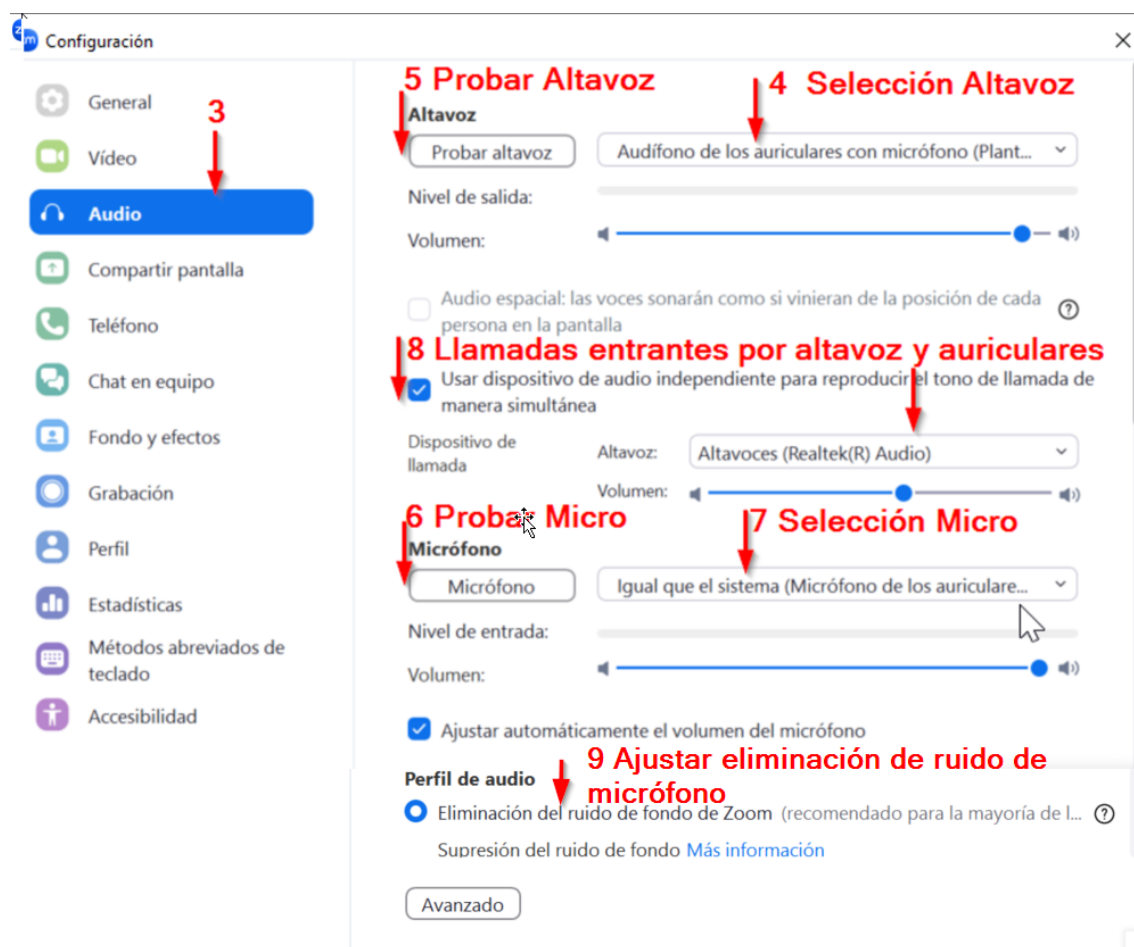 zm Configuración
General
3
Vídeo
Audio
Compartir pantalla
Teléfono
Chat en equipo
Fondo y efectos
Grabación
Perfil
Estadísticas
Métodos abreviados de
teclado
Accesibilidad
5 Probar Altavoz
4 Selección Altavoz
Altavoz
Probar altavoz
Audífono de los auriculares con micrófono (Plant...
Nivel de salida:
Volumen:
Audio espacial: las voces sonarán como si vinieran de la posición de cada
persona en la pantalla
8 Llamadas entrantes por altavoz y auriculares
Usar dispositivo de audio independiente para reproducir el tono de llamada de
manera simultánea
Dispositivo de
llamada
Altavoz:
Altavoces (Realtek(R) Audio)
Volumen:
6 Probar Micro
7 Selección Micro
Micrófono
Micrófono
Igual que el sistema (Micrófono de los auriculare...
Nivel de entrada:
Volumen:
Ajustar automáticamente el volumen del micrófono
9 Ajustar eliminación de ruido de
micrófono
Perfil de audio
Eliminación del ruido de fondo de Zoom (recomendado para la mayoría de l...
Supresión del ruido de fondo Más información
Avanzado